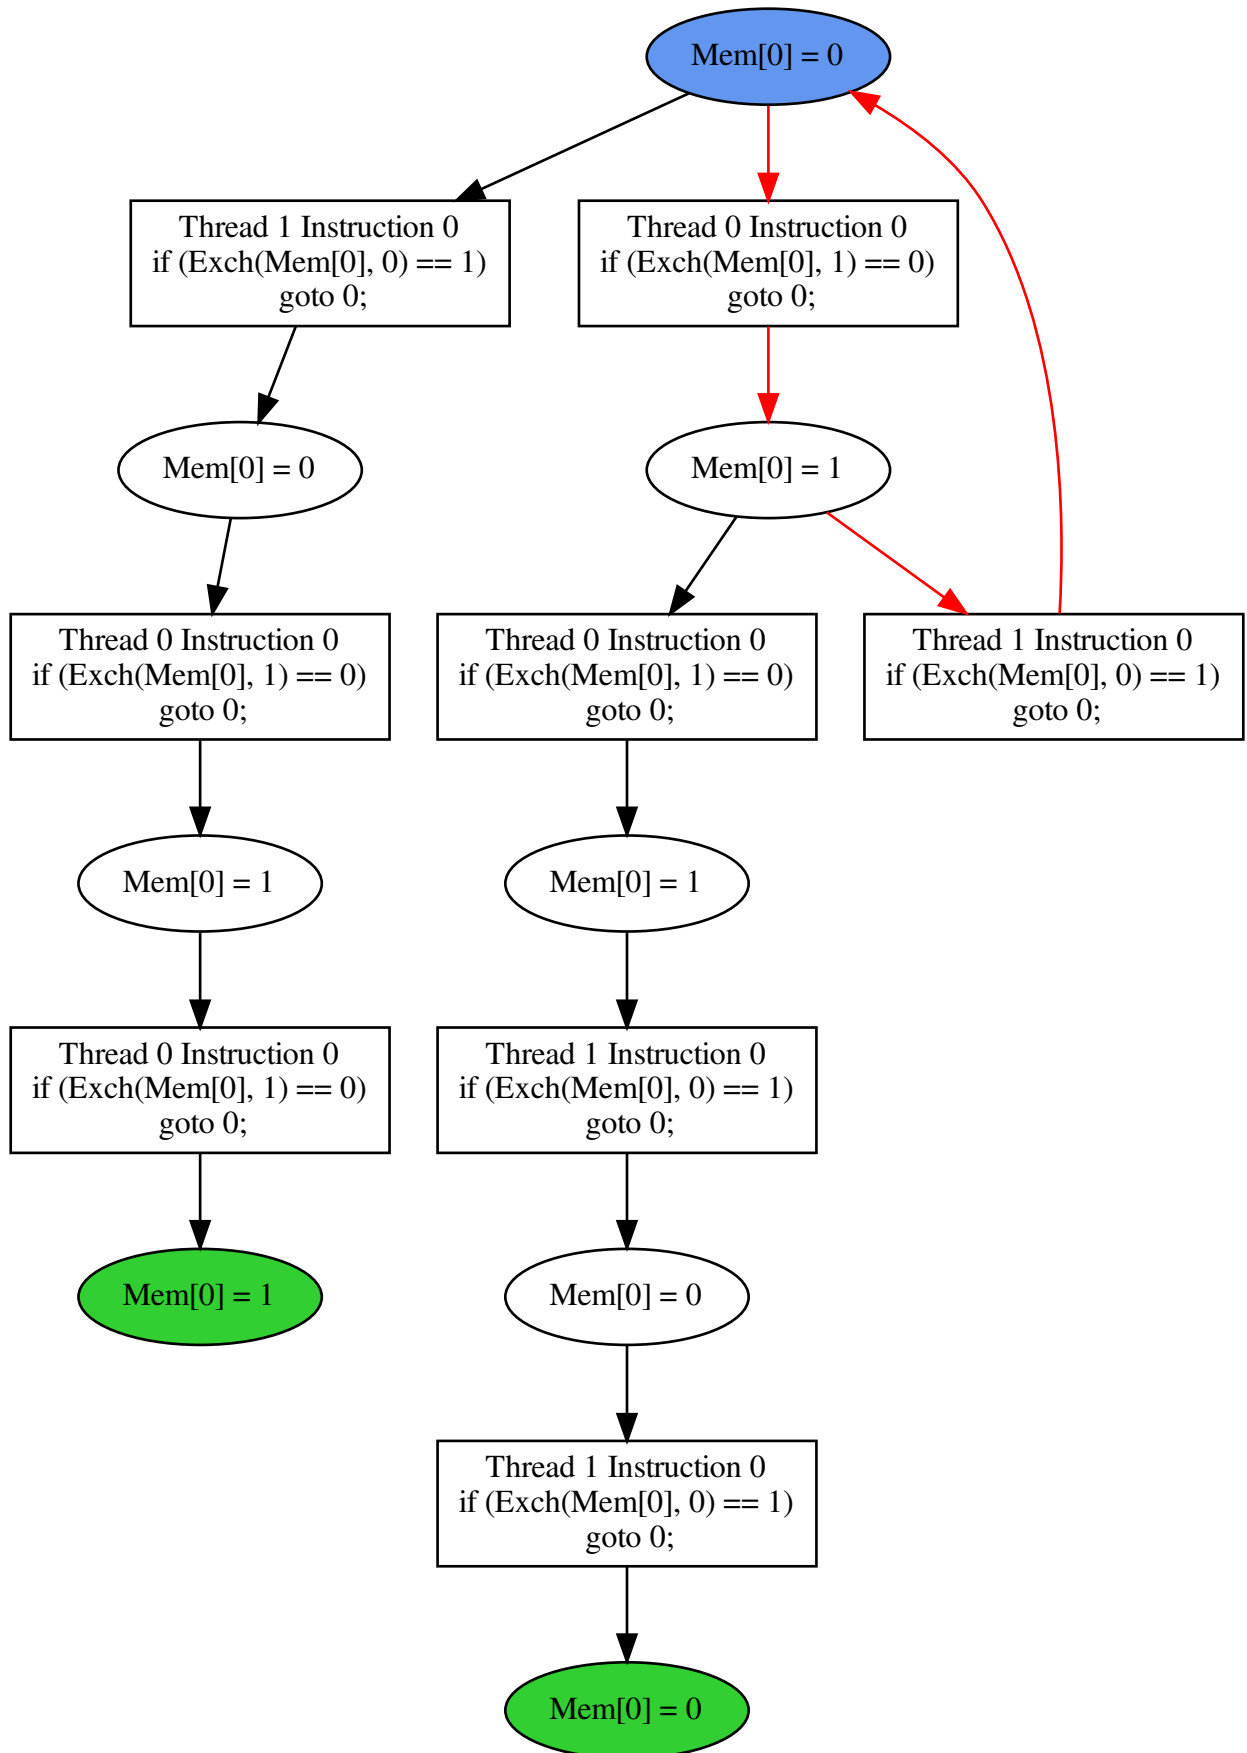 Mem[0] = 0
Thread 1 Instruction 0
if (Exch(Mem[0], 0) == 1)
goto 0;
Thread 0 Instruction 0
if (Exch(Mem[0], 1) == 0)
goto 0;
Mem[0] = 0
Mem[0] = 1
Thread 0 Instruction 0
if (Exch(Mem[0], 1) == 0)
goto 0;
Thread 0 Instruction 0
if (Exch(Mem[0], 1) == 0)
goto 0;
Thread 1 Instruction 0
if (Exch(Mem[0], 0) == 1)
goto 0;
Mem[0] = 1
Mem[0] = 1
Thread 0 Instruction 0
if (Exch(Mem[0], 1) == 0)
goto 0;
Thread 1 Instruction 0
if (Exch(Mem[0], 0) == 1)
goto 0;
Mem[0] = 1
Mem[0] = 0
Thread 1 Instruction 0
if (Exch(Mem[0], 0) == 1)
goto 0;
Mem[0] = 0